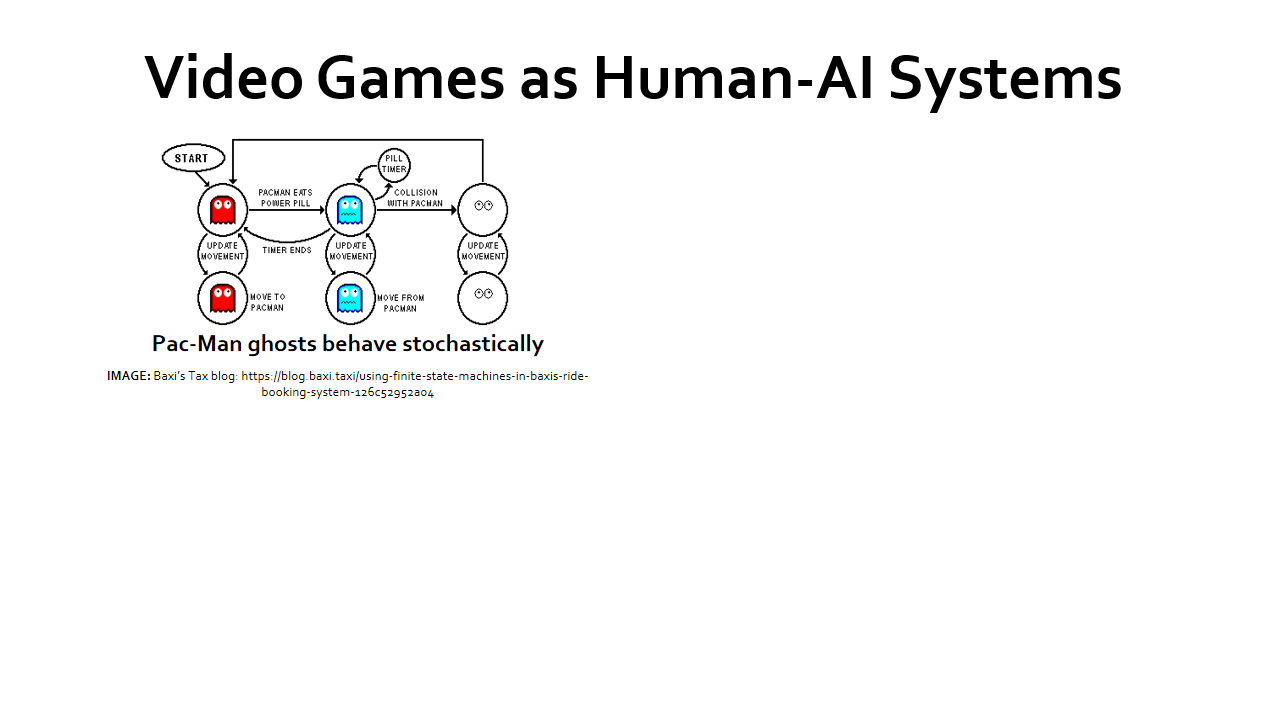 Video Games as Human-AI Systems
START
PILL
TIMER
PACMAN EATS
POWER PILL
COLLISION
WITH PACMAN
TIMER ENDS
UPDATE
MOVEMENT
UPDATE
MOVEMENT
UPDATE
MOVEMENT
MOVE TO
PACMAN
MOVE FROM
PACMAN
Pac-Man ghosts behave stochastically
IMAGE: Baxi's Tax blog: https://blog.baxi.taxi/using-finite-state-machines-in-baxis-ride-
booking-system-126c52952a04